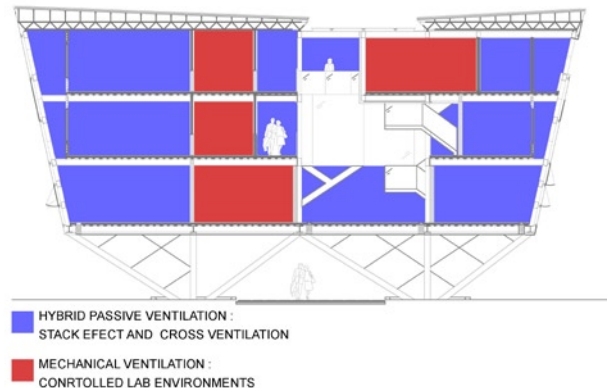 HYBRID PASSIVE VENTILATION :
STACK EFECT AND CROSS VENTILATION
MECHANICAL VENTILATION :
CONRTOLLED LAB ENVIRONMENTS